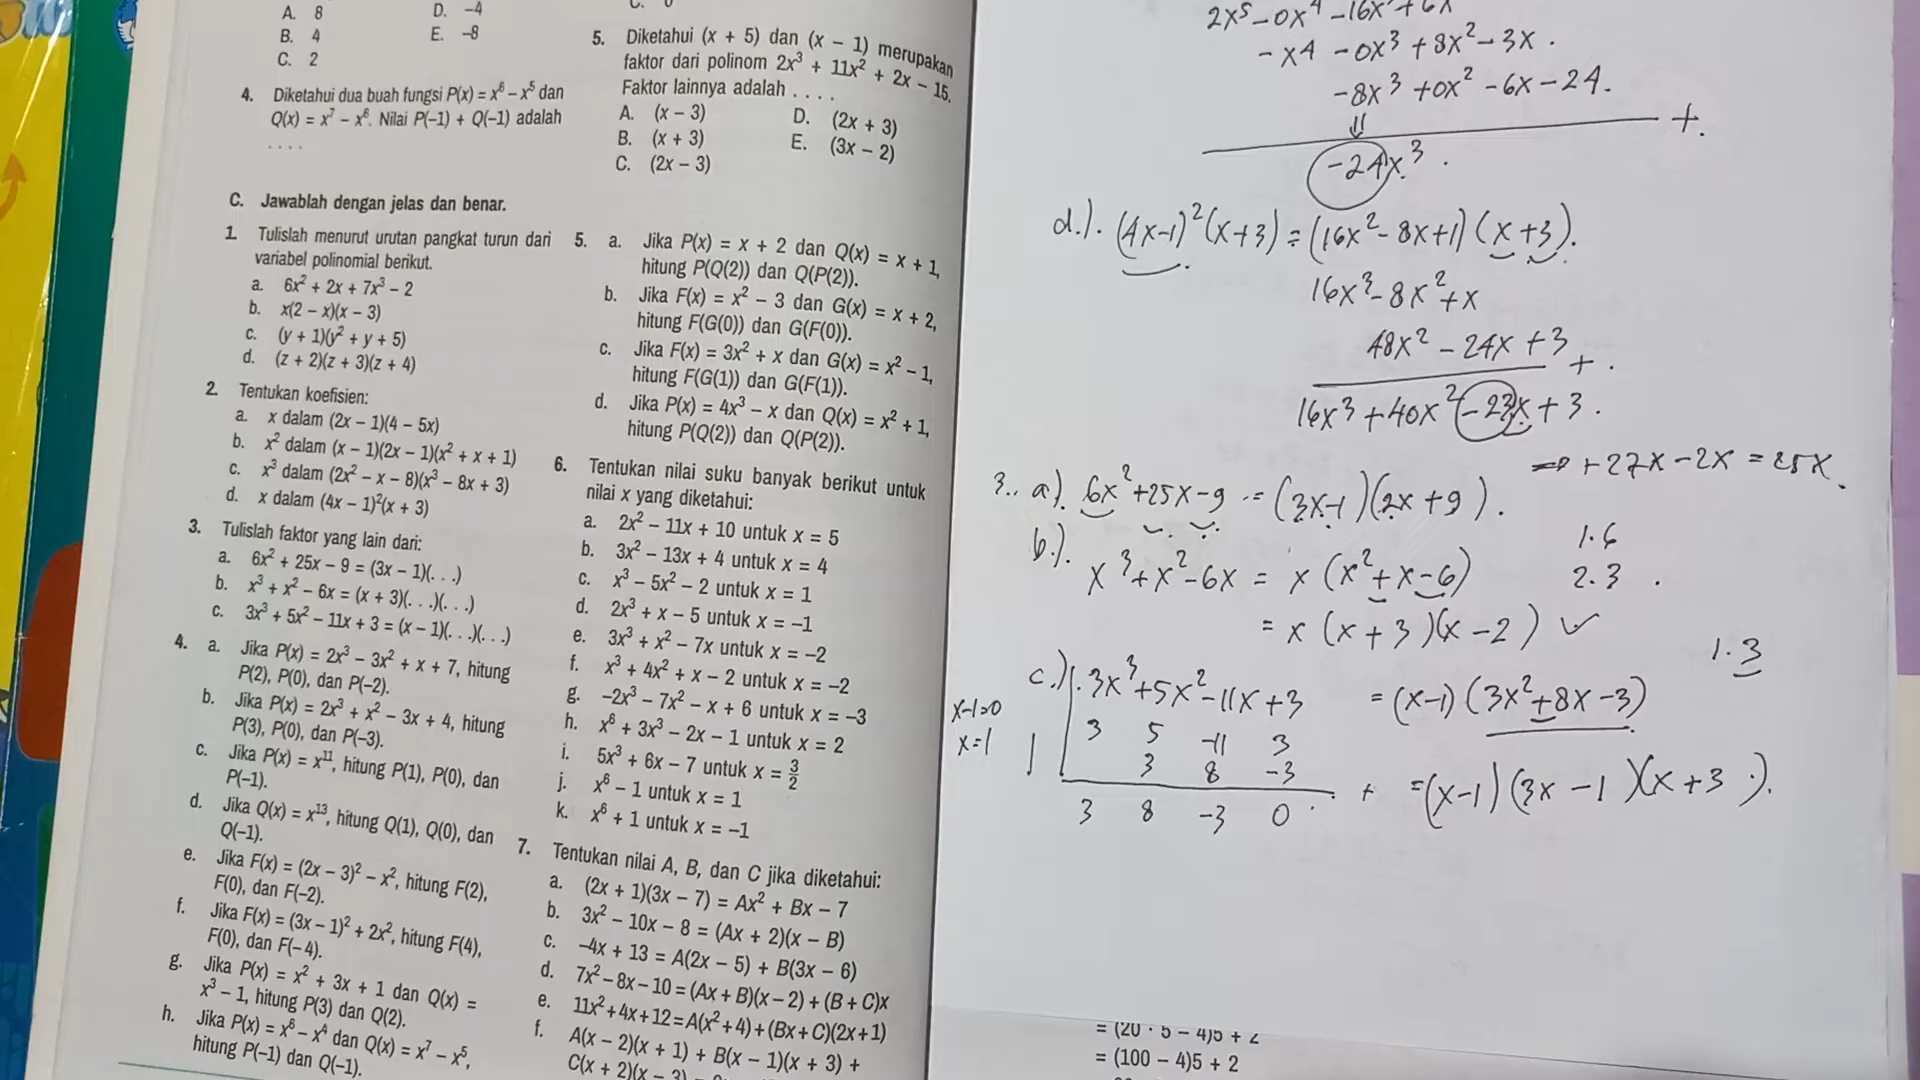 A. 8
B. 4
C. 2
D. -4
E. -8
4. Diketahui dua buah fungsi P(x) = x⁶ – x⁵ dan
Q(x) = x⁷ – x⁶. Nilai P(–1) + Q(–1) adalah
. . . .
5. Diketahui (x + 5) dan (x – 1) merupakan
faktor dari polinom 2x³ + 11x² + 2x – 15.
Faktor lainnya adalah . . . .
A. (x – 3)
B. (x + 3)
C. (2x – 3)
D. (2x + 3)
E. (3x – 2)
C. Jawablah dengan jelas dan benar.
1. Tulislah menurut urutan pangkat turun dari
variabel polinomial berikut.
a. 6x² + 2x + 7x³ – 2
b. x(2 – x)(x – 3)
c. (y + 1)(y² + y + 5)
d. (z + 2)(z + 3)(z + 4)
2. Tentukan koefisien:
a. x dalam (2x – 1)(4 – 5x)
b. x² dalam (x – 1)(2x – 1)(x² + x + 1)
c. x³ dalam (2x² – x – 8)(x³ – 8x + 3)
d. x dalam (4x – 1)²(x + 3)
3. Tulislah faktor yang lain dari:
a. 6x² + 25x – 9 = (3x – 1)(. . .)
b. x³ + x² – 6x = (x + 3)(. . .)(. . .)
c. 3x³ + 5x² – 11x + 3 = (x – 1)(. . .)(. . .)
4. a. Jika P(x) = 2x³ – 3x² + x + 7, hitung
P(2), P(0), dan P(–2).
b. Jika P(x) = 2x³ + x² – 3x + 4, hitung
P(3), P(0), dan P(–3).
c. Jika P(x) = x¹¹, hitung P(1), P(0), dan
P(–1).
d. Jika Q(x) = x¹³, hitung Q(1), Q(0), dan
Q(–1).
e. Jika F(x) = (2x – 3)² – x², hitung F(2),
F(0), dan F(–2).
f. Jika F(x) = (3x – 1)² + 2x², hitung F(4),
F(0), dan F(– 4).
g. Jika P(x) = x² + 3x + 1 dan Q(x) =
x³ – 1, hitung P(3) dan Q(2).
h. Jika P(x) = x⁶ – x⁴ dan Q(x) = x⁷ – x⁵,
hitung P(–1) dan Q(–1).
5. a. Jika P(x) = x + 2 dan Q(x) = x + 1,
hitung P(Q(2)) dan Q(P(2)).
b. Jika F(x) = x² – 3 dan G(x) = x + 2,
hitung F(G(0)) dan G(F(0)).
c. Jika F(x) = 3x² + x dan G(x) = x² – 1,
hitung F(G(1)) dan G(F(1)).
d. Jika P(x) = 4x³ – x dan Q(x) = x² + 1,
hitung P(Q(2)) dan Q(P(2)).
6. Tentukan nilai suku banyak berikut untuk
nilai x yang diketahui:
a. 2x² – 11x + 10 untuk x = 5
b. 3x² – 13x + 4 untuk x = 4
c. x³ – 5x² – 2 untuk x = 1
d. 2x³ + x – 5 untuk x = –1
e. 3x³ + x² – 7x untuk x = –2
f. x³ + 4x² + x – 2 untuk x = –2
g. –2x³ – 7x² – x + 6 untuk x = –3
h. x⁶ + 3x³ – 2x – 1 untuk x = 2
i. 5x³ + 6x – 7 untuk x = 3/2
j. x⁶ – 1 untuk x = 1
k. x⁶ + 1 untuk x = –1
7. Tentukan nilai A, B, dan C jika diketahui:
a. (2x + 1)(3x – 7) = Ax² + Bx – 7
b. 3x² – 10x – 8 = (Ax + 2)(x – B)
c. –4x + 13 = A(2x – 5) + B(3x – 6)
d. 7x² – 8x – 10 = (Ax + B)(x – 2) + (B + C)x
e. 11x² + 4x + 12 = A(x² + 4) + (Bx + C)(2x + 1)
f. A(x – 2)(x + 1) + B(x – 1)(x + 3) +
C(x + 2)(x – 3)
2x⁵ - 0x⁴ - 16x³ + 6x
- x4 - 0x³ + 8x² - 3x .
- 8x³ + 0x² - 6x - 24.
+.
-24x³ .
d.). (4x-1)²(x+3) = (16x² - 8x+1) (x+3).
16x³ - 8x² + x
48x² - 24x + 3 + .
16x³ + 40x² - 23x + 3 .
⇒ + 27x - 2x = 25x.
3.. a). 6x² + 25x - 9 = (3x-1)(2x+9).
b.). x³ + x² - 6x = x (x² + x - 6)
1.6
2.3 .
= x (x + 3)(x - 2) ✓
1.3
c.). 3x³ + 5x² - 11x + 3 = (x-1) (3x² + 8x - 3)
x-1=0
x=1
1 3 5 -11 3
3 8 -3 +
3 8 -3 0 .
= (x-1) (3x - 1)(x + 3).
= (20 · 5 – 4)5 + 2
= (100 – 4)5 + 2